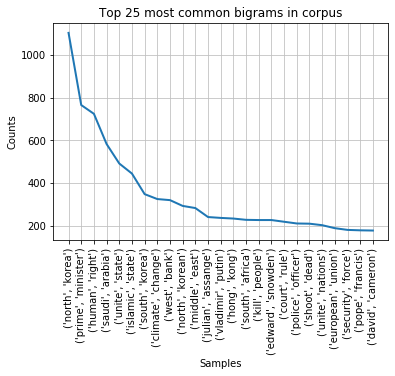 Top 25 most common bigrams in corpus
Counts
1000
800
600
400
200
('north', 'korea')
('prime', 'minister')
('human', 'right')
('saudi', 'arabia')
('unite', 'state')
('islamic', 'state')
('south', 'korea')
('climate', 'change')
('west', 'bank')
('north', 'korean')
('middle', 'east')
('julian', 'assange')
('vladimir', 'putin')
('hong', 'kong')
('south', 'africa')
('kill', 'people')
('edward', 'snowden')
('court', 'rule')
('police', 'officer')
('shoot', 'dead')
('unite', 'nations')
('european', 'union')
('security', 'force')
('pope', 'francis')
('david', 'cameron')
Samples